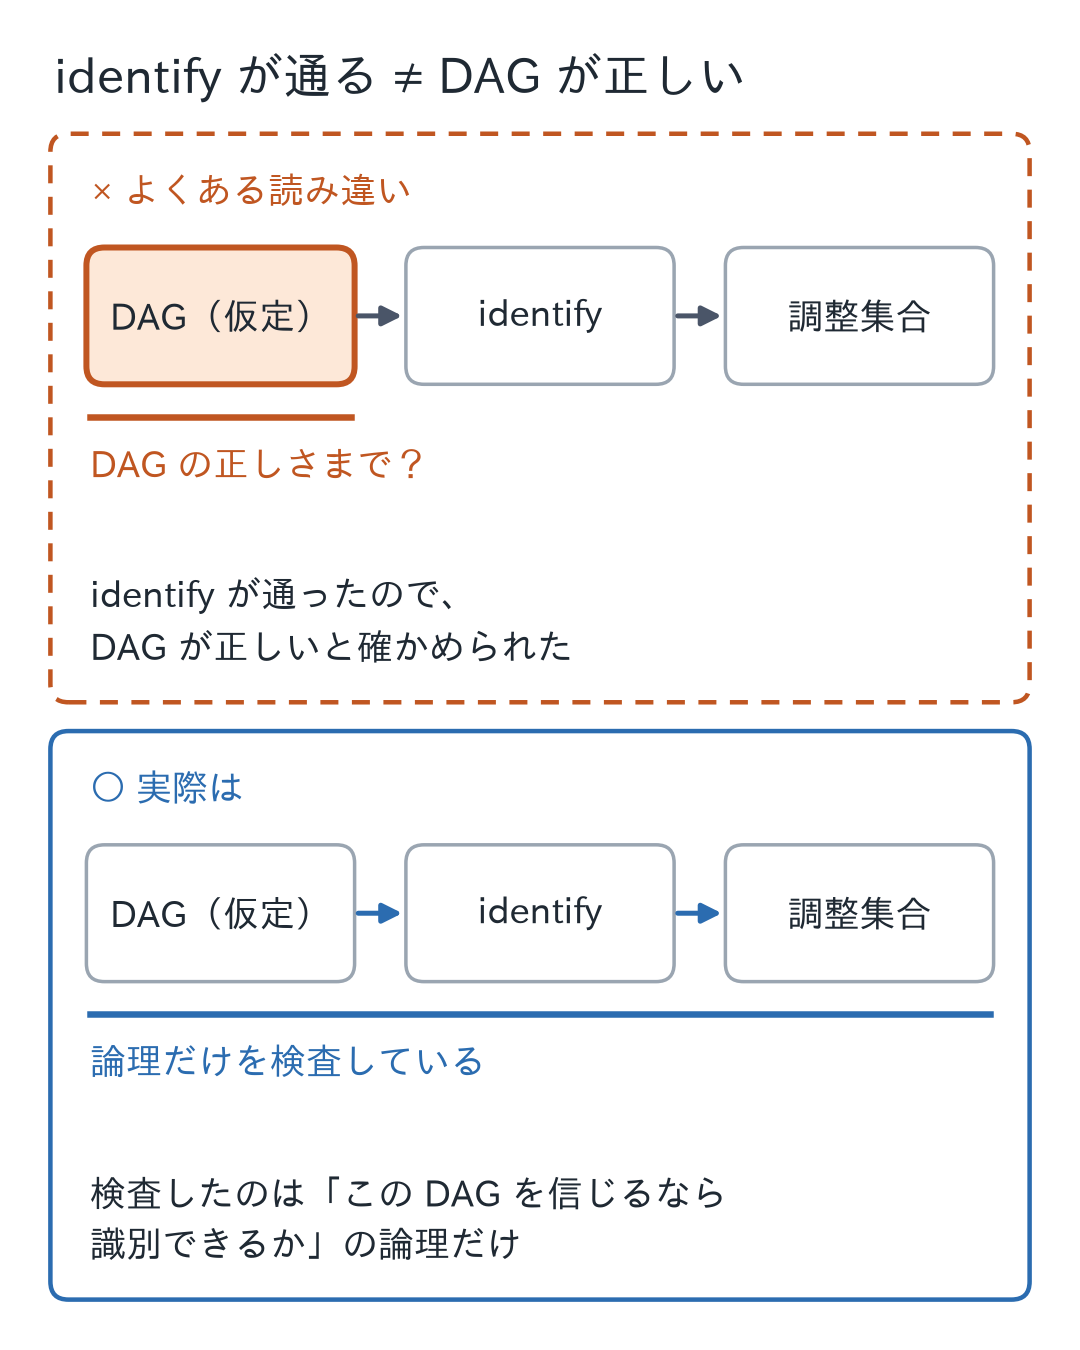 identify が通る ≠ DAG が正しい
× よくある読み違い
DAG（仮定）
identify
調整集合
DAG の正しさまで？
identify が通ったので、
DAG が正しいと確かめられた
○ 実際は
DAG（仮定）
identify
調整集合
論理だけを検査している
検査したのは「この DAG を信じるなら
識別できるか」の論理だけ